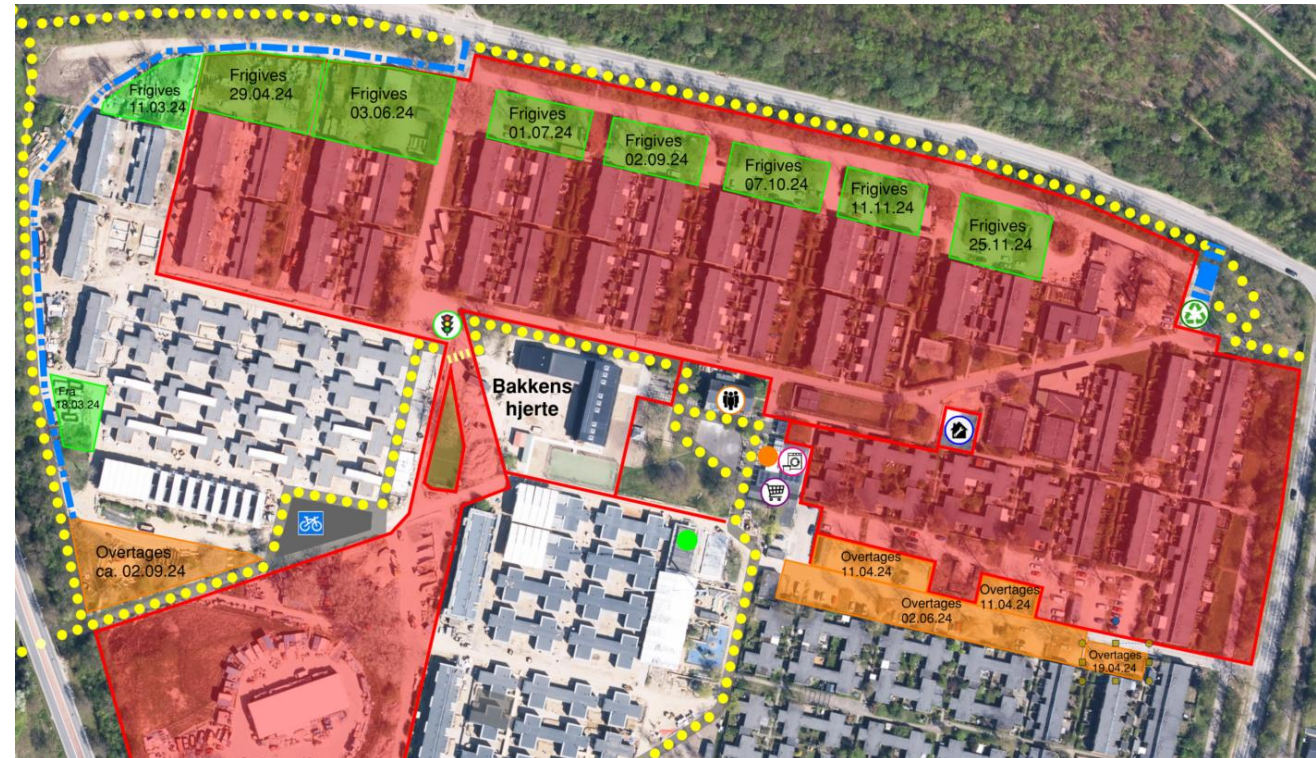 Frigives
11.03.24
Frigives
29.04.24
Frigives
03.06.24
Frigives
01.07.24
Frigives
02.09.24
Frigives
07.10.24
Frigives
11.11.24
Frigives
25.11.24
Fra
18.03.24
Bakkens
hjerte
Overtages
ca. 02.09.24
Overtages
11.04.24
Overtages
11.04.24
Overtages
02.06.24
Overtages
19.04.24